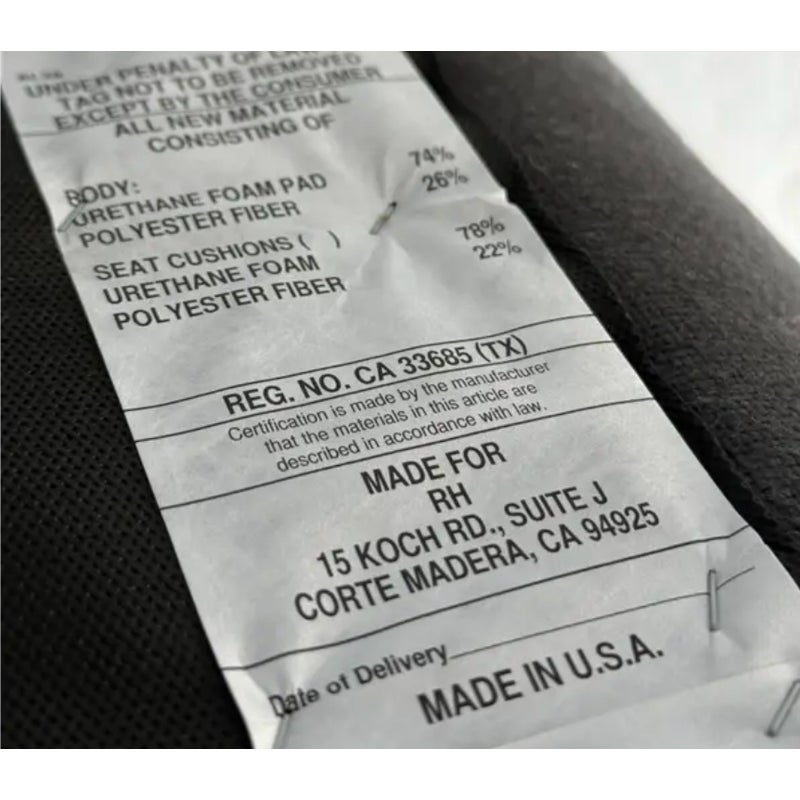 UNDER PENALTY OF LAW
TAG NOT TO BE REMOVED
EXCEPT BY THE CONSUMER
ALL NEW MATERIAL
CONSISTING OF
BODY:
URETHANE FOAM PAD 74%
POLYESTER FIBER 26%
SEAT CUSHIONS ( )
URETHANE FOAM 78%
POLYESTER FIBER 22%
REG. NO. CA 33685 (TX)
Certification is made by the manufacturer
that the materials in this article are
described in accordance with law.
MADE FOR
RH
15 KOCH RD., SUITE J
CORTE MADERA, CA 94925
Date of Delivery
MADE IN U.S.A.